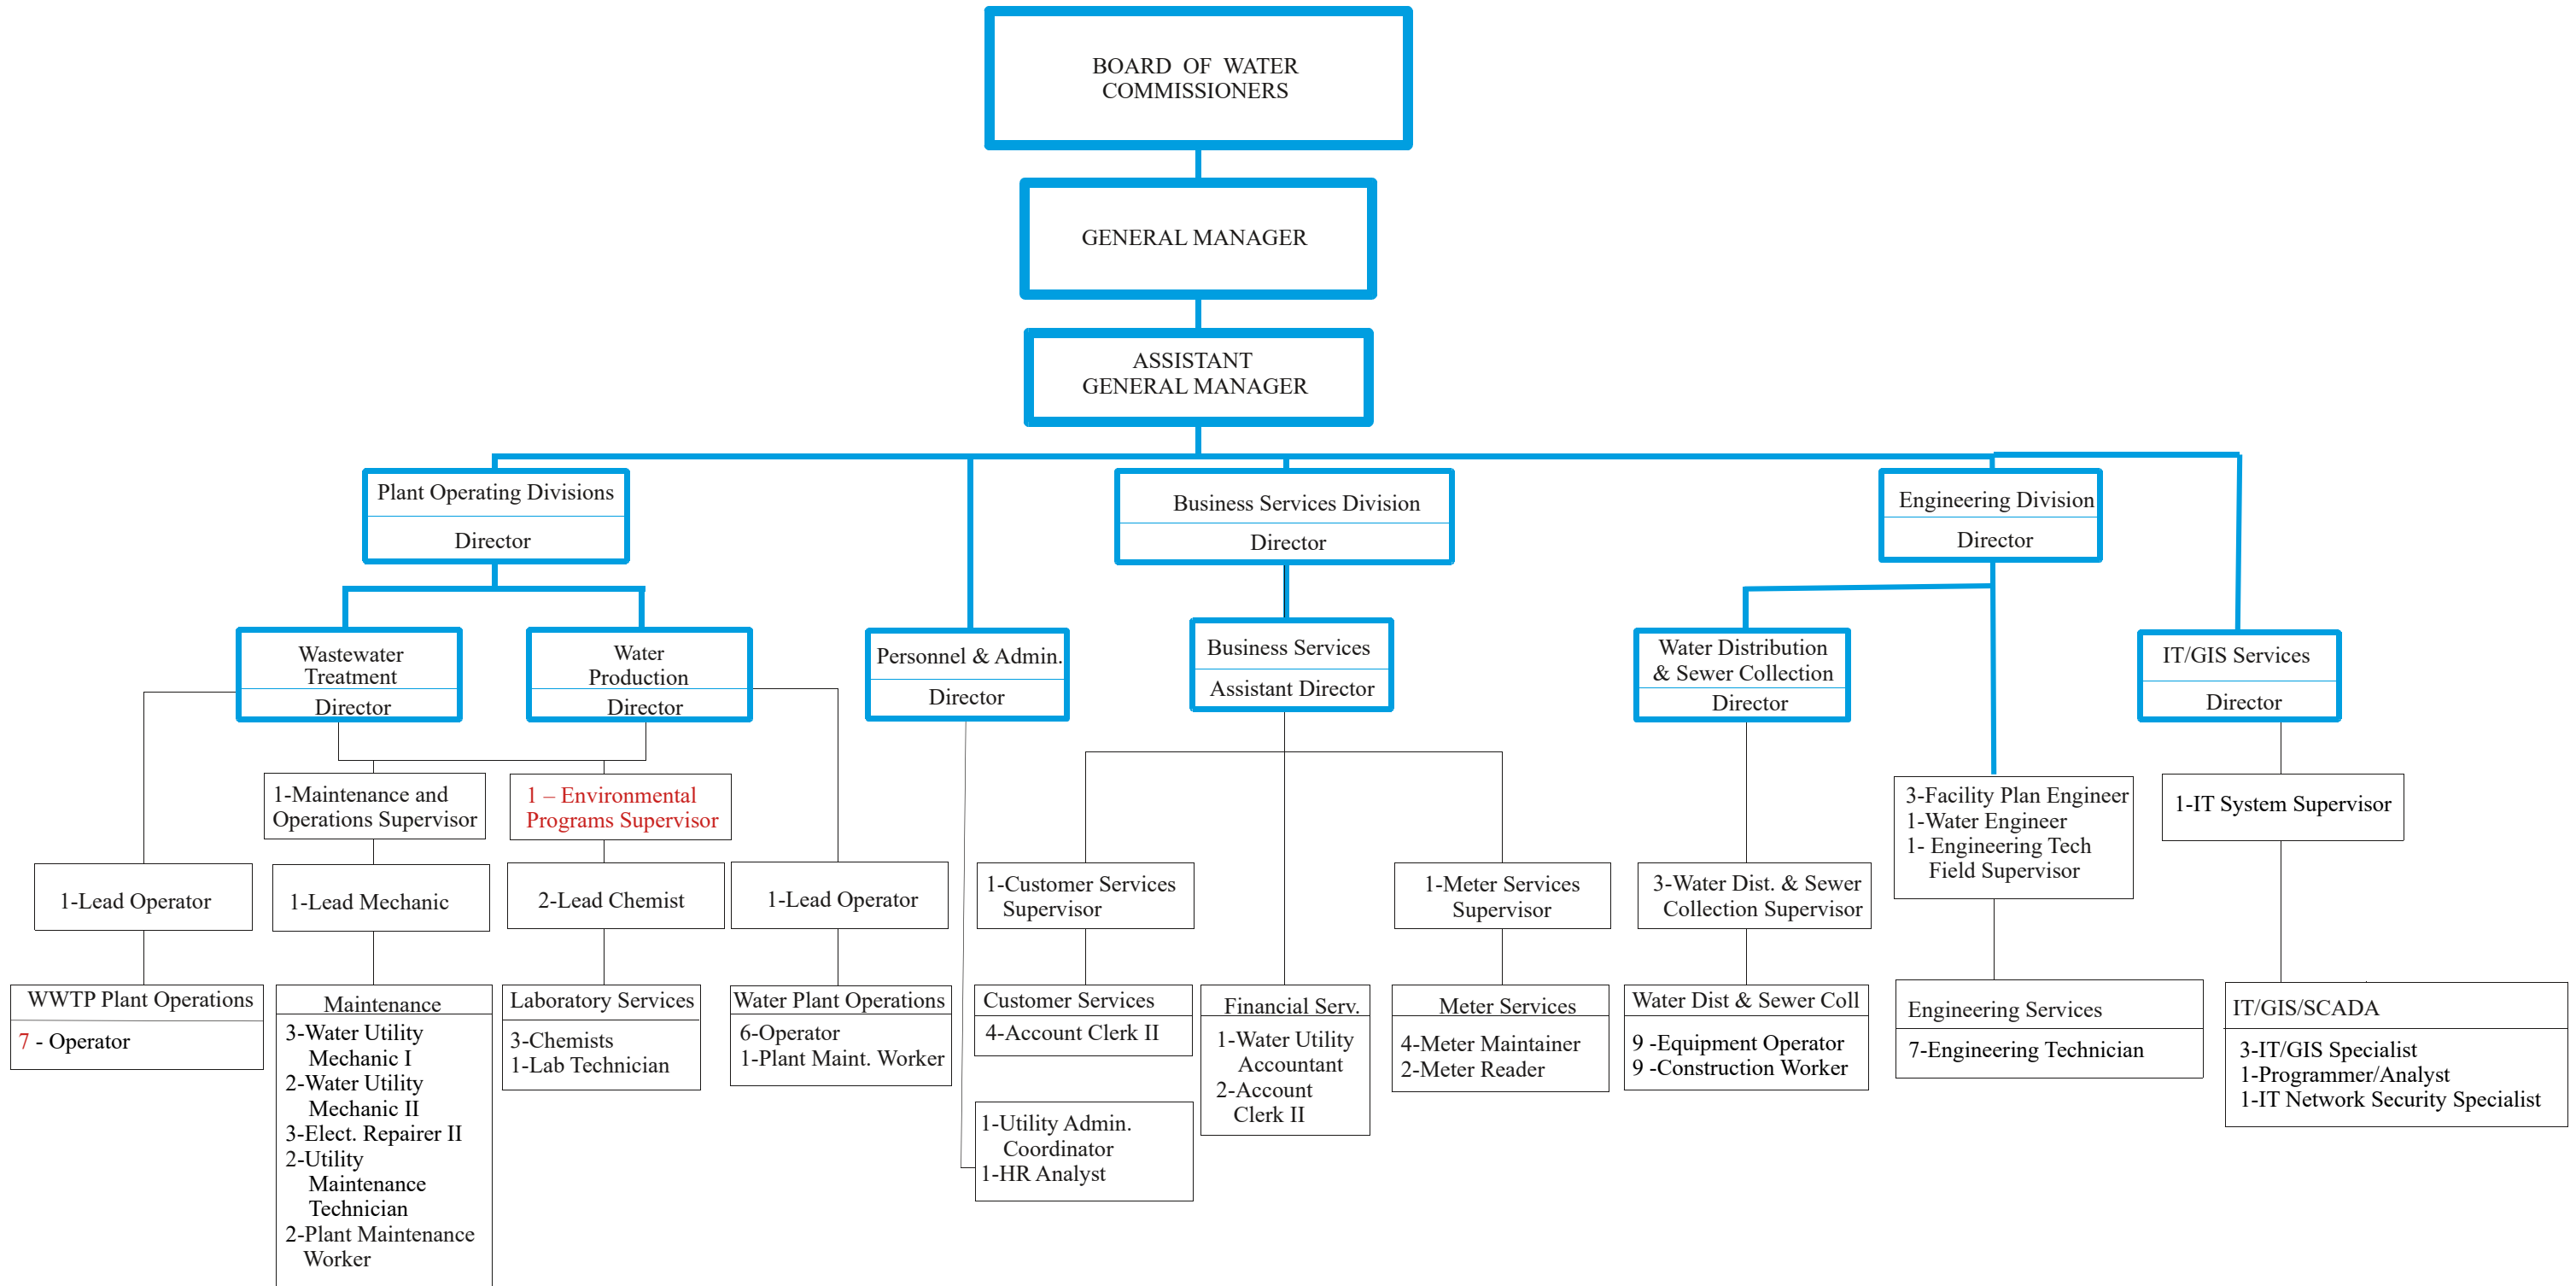 BOARD OF WATER
COMMISSIONERS
GENERAL MANAGER
ASSISTANT
GENERAL MANAGER
Plant Operating Divisions
Director
Business Services Division
Director
Engineering Division
Director
Wastewater
Treatment
Director
Water
Production
Director
Personnel & Admin.
Director
Business Services
Assistant Director
Water Distribution
& Sewer Collection
Director
IT/GIS Services
Director
1-Maintenance and
Operations Supervisor
1 – Environmental
Programs Supervisor
3-Facility Plan Engineer
1-Water Engineer
1- Engineering Tech
Field Supervisor
1-IT System Supervisor
1-Lead Operator
1-Lead Mechanic
2-Lead Chemist
1-Lead Operator
1-Customer Services
Supervisor
1-Meter Services
Supervisor
3-Water Dist. & Sewer
Collection Supervisor
WWTP Plant Operations
7 - Operator
Maintenance
3-Water Utility
Mechanic I
2-Water Utility
Mechanic II
3-Elect. Repairer II
2-Utility
Maintenance
Technician
2-Plant Maintenance
Worker
Laboratory Services
3-Chemists
1-Lab Technician
Water Plant Operations
6-Operator
1-Plant Maint. Worker
Customer Services
4-Account Clerk II
1-Utility Admin.
Coordinator
1-HR Analyst
Financial Serv.
1-Water Utility
Accountant
2-Account
Clerk II
Meter Services
4-Meter Maintainer
2-Meter Reader
Water Dist & Sewer Coll
9 -Equipment Operator
9 -Construction Worker
Engineering Services
7-Engineering Technician
IT/GIS/SCADA
3-IT/GIS Specialist
1-Programmer/Analyst
1-IT Network Security Specialist